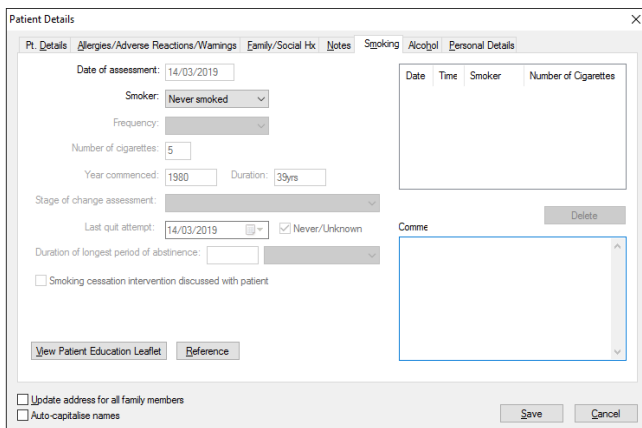 Patient Details
Pt. Details Allergies/Adverse Reactions/Warnings Family/Social Hx Notes Smoking Alcohol Personal Details
Date of assessment: 14/03/2019
Smoker: Never smoked
Frequency:
Number of cigarettes: 5
Year commenced: 1980 Duration: 39yrs
Stage of change assessment:
Last quit attempt: 14/03/2019 Never/Unknown
Duration of longest period of abstinence:
Smoking cessation intervention discussed with patient
View Patient Education Leaflet Reference
Date Time Smoker Number of Cigarettes
Delete
Comme
Update address for all family members
Auto-capitalise names
Save Cancel